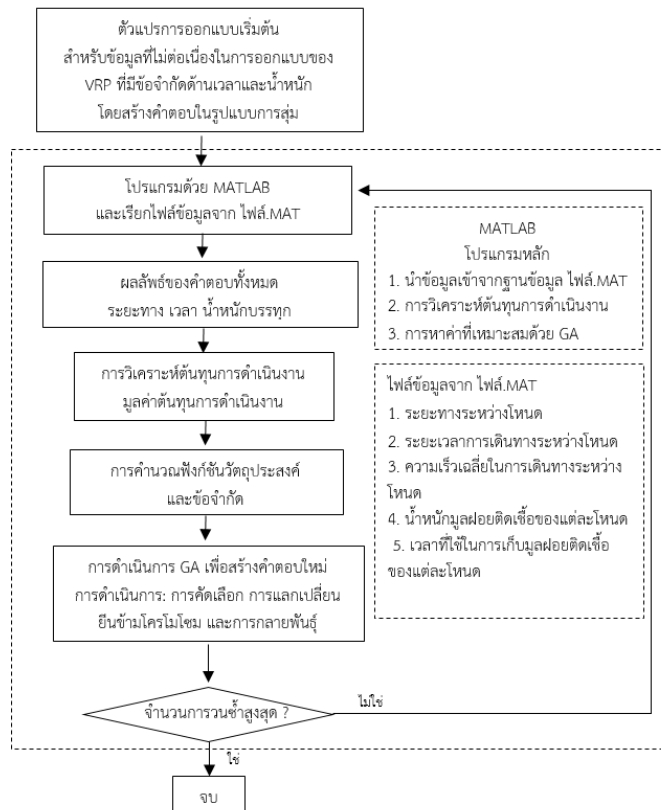 ตัวแปรการออกแบบเริ่มต้น
สำหรับข้อมูลที่ไม่ต่อเนื่องในการออกแบบของ
VRP ที่มีข้อจำกัดด้านเวลาและน้ำหนัก
โดยสร้างคำตอบในรูปแบบการสุ่ม
โปรแกรมด้วย MATLAB
และเรียกไฟล์ข้อมูลจาก ไฟล์.MAT
ผลลัพธ์ของคำตอบทั้งหมด
ระยะทาง เวลา น้ำหนักบรรทุก
การวิเคราะห์ต้นทุนการดำเนินงาน
มูลค่าต้นทุนการดำเนินงาน
การคำนวณฟังก์ชันวัตถุประสงค์
และข้อจำกัด
การดำเนินการ GA เพื่อสร้างคำตอบใหม่
การดำเนินการ: การคัดเลือก การแลกเปลี่ยน
ยีนข้ามโครโมโซม และการกลายพันธุ์
จำนวนการวนซ้ำสูงสุด ?
ไม่ใช่
ใช่
จบ
MATLAB
โปรแกรมหลัก
1. นำข้อมูลเข้าจากฐานข้อมูล ไฟล์.MAT
2. การวิเคราะห์ต้นทุนการดำเนินงาน
3. การหาค่าที่เหมาะสมด้วย GA
ไฟล์ข้อมูลจาก ไฟล์.MAT
1. ระยะทางระหว่างโหนด
2. ระยะเวลาการเดินทางระหว่างโหนด
3. ความเร็วเฉลี่ยในการเดินทางระหว่าง
โหนด
4. น้ำหนักมูลฝอยติดเชื้อของแต่ละโหนด
5. เวลาที่ใช้ในการเก็บมูลฝอยติดเชื้อ
ของแต่ละโหนด